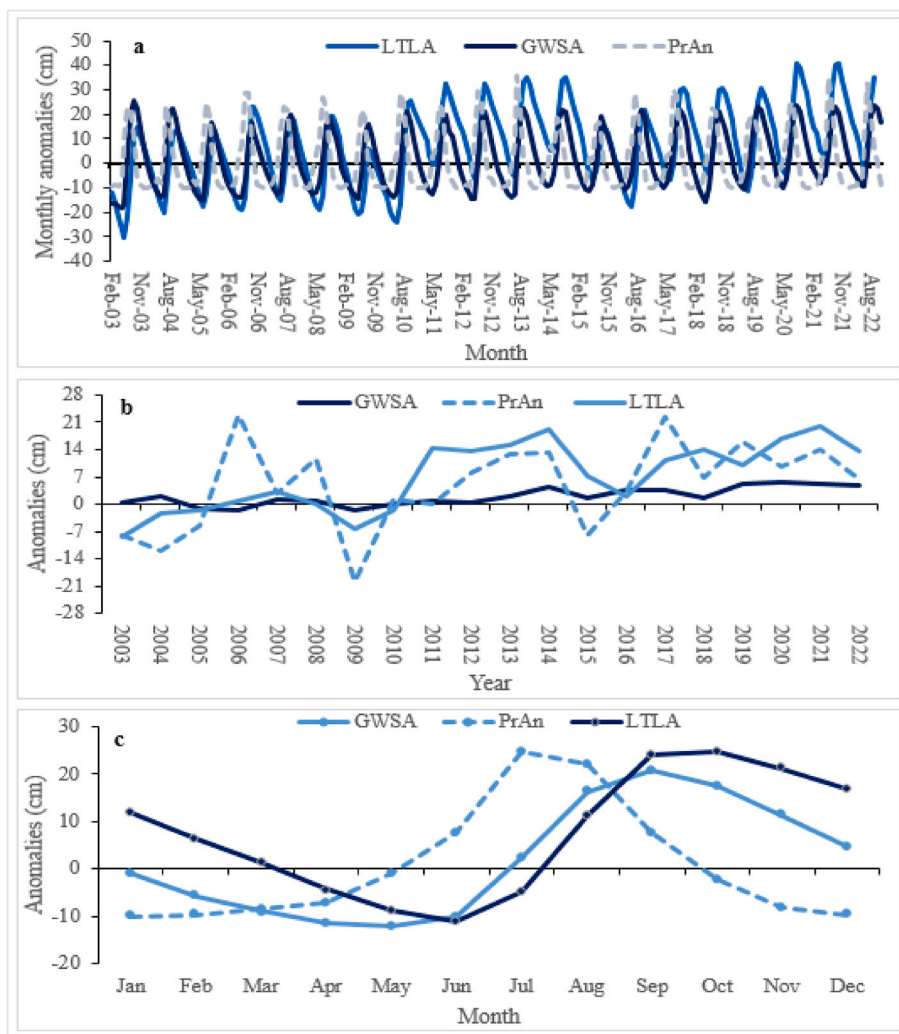 a
LTLA GWSA PrAn
Monthly anomalies (cm)
50
40
30
20
10
0
-10
-20
-30
-40
Feb-03 Nov-03 Aug-04 May-05 Feb-06 Nov-06 Aug-07 May-08 Feb-09 Nov-09 Aug-10 May-11 Feb-12 Nov-12 Aug-13 May-14 Feb-15 Nov-15 Aug-16 May-17 Feb-18 Nov-18 Aug-19 May-20 Feb-21 Nov-21 Aug-22
Month
b
GWSA PrAn LTLA
Anomalies (cm)
28
21
14
7
0
-7
-14
-21
-28
2003 2004 2005 2006 2007 2008 2009 2010 2011 2012 2013 2014 2015 2016 2017 2018 2019 2020 2021 2022
Year
c
GWSA PrAn LTLA
Anomalies (cm)
30
20
10
0
-10
-20
Jan Feb Mar Apr May Jun Jul Aug Sep Oct Nov Dec
Month